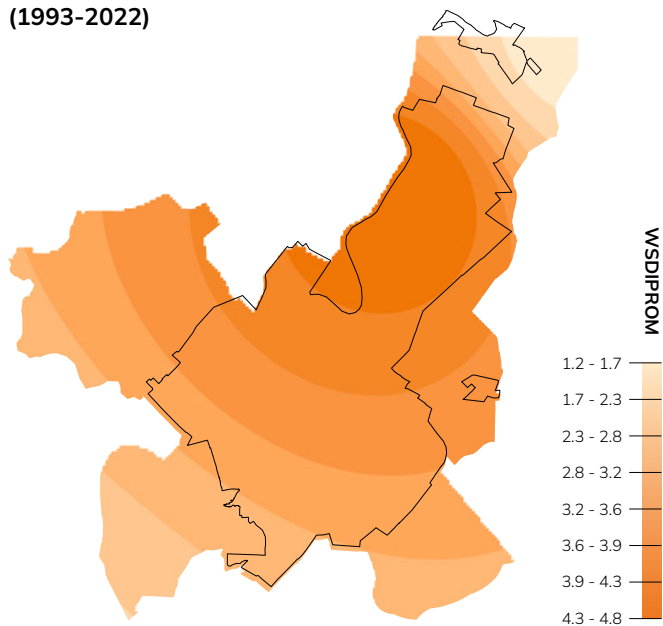 (1993-2022)
WSDIPROM
1.2 - 1.7
1.7 - 2.3
2.3 - 2.8
2.8 - 3.2
3.2 - 3.6
3.6 - 3.9
3.9 - 4.3
4.3 - 4.8